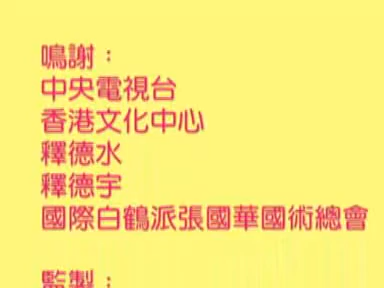 鳴謝：
中央電視台
香港文化中心
釋德水
釋德宇
國際白鶴派張國華國術總會
監製：